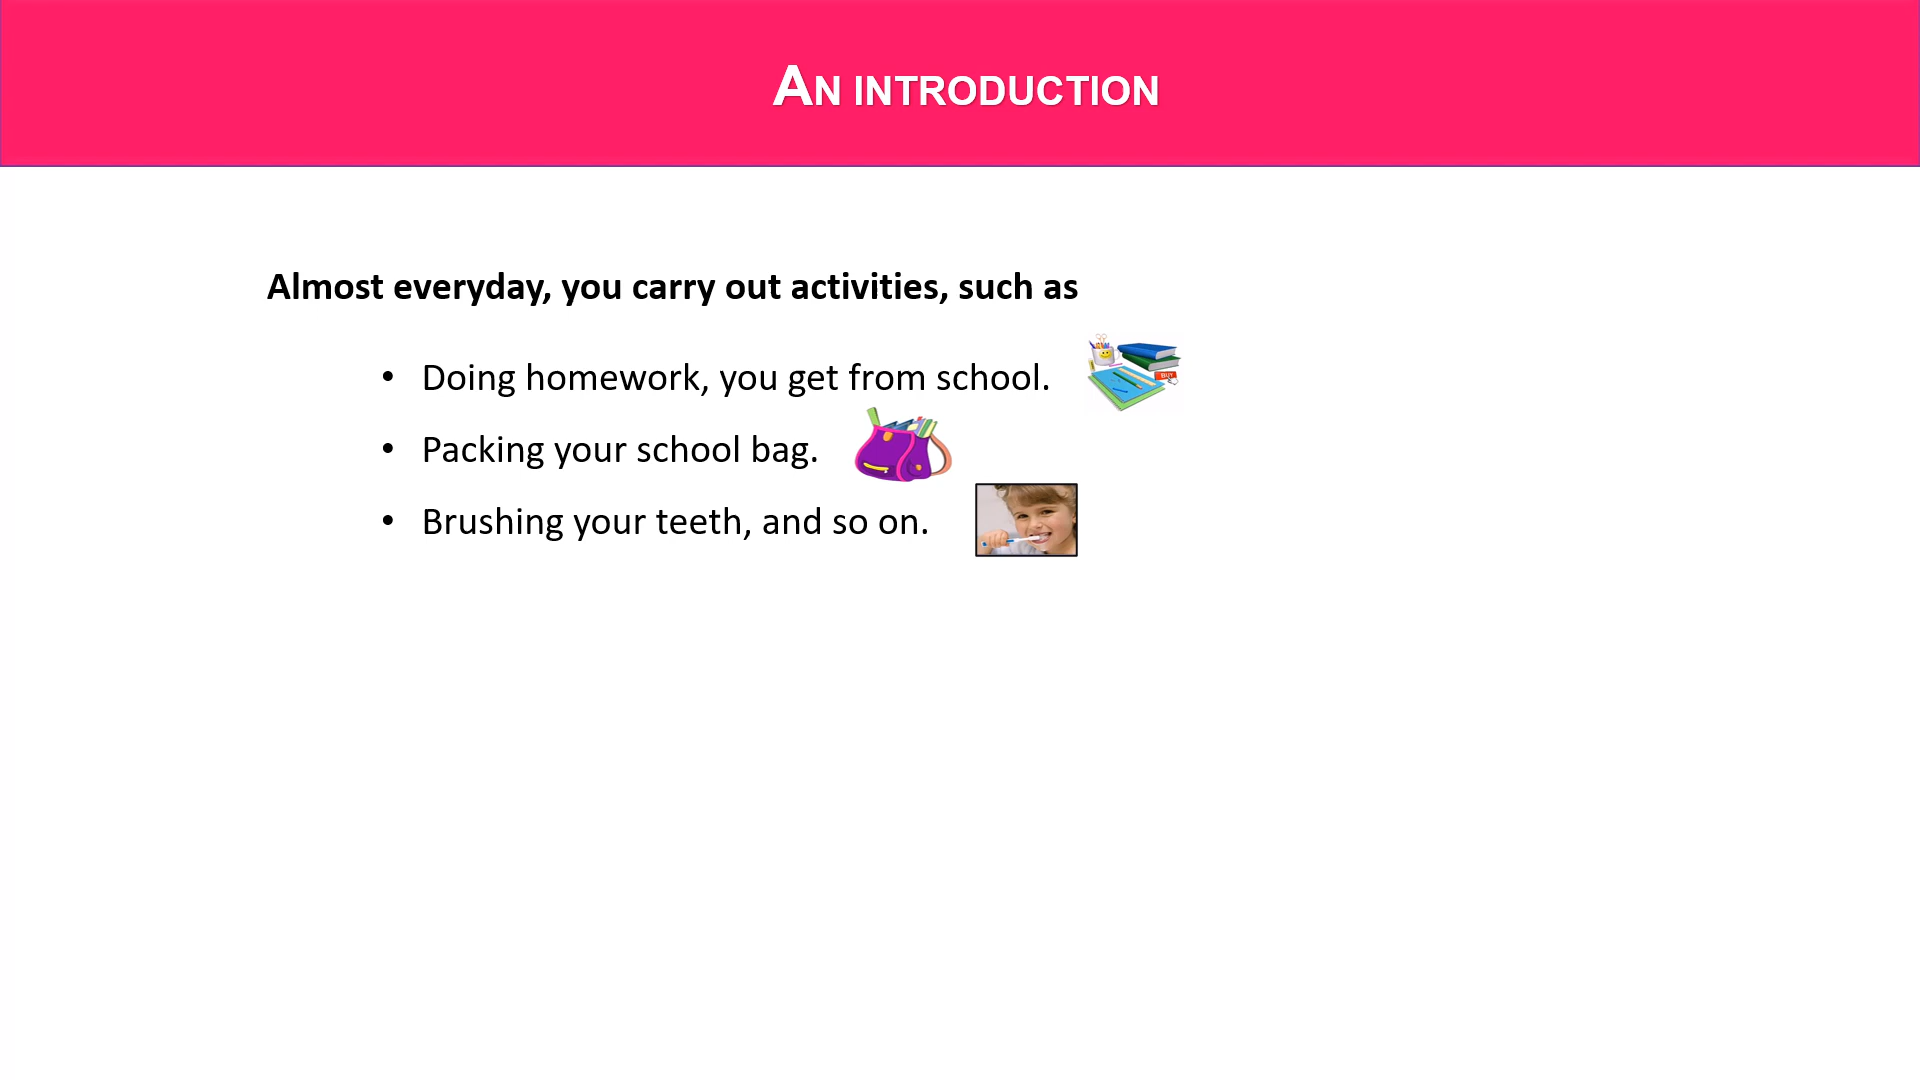 AN INTRODUCTION
Almost everyday, you carry out activities, such as
• Doing homework, you get from school.
BUY
• Packing your school bag.
• Brushing your teeth, and so on.